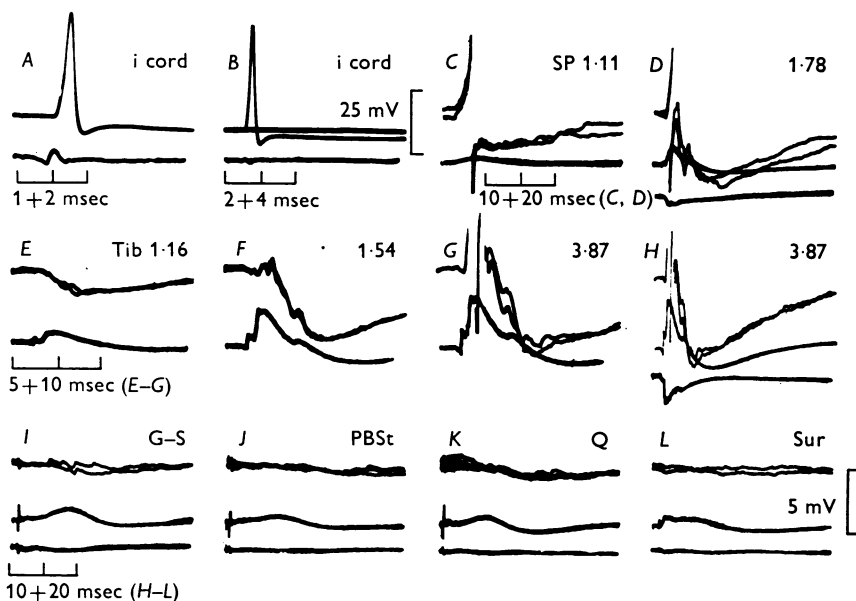 A i cord
B i cord
25 mV
C SP 1·11
D 1·78
1+2 msec
2+4 msec
10+20 msec (C, D)
E Tib 1·16
F 1·54
G 3·87
H 3·87
5+10 msec (E–G)
I G–S
J PBSt
K Q
L Sur
5 mV
10+20 msec (H–L)